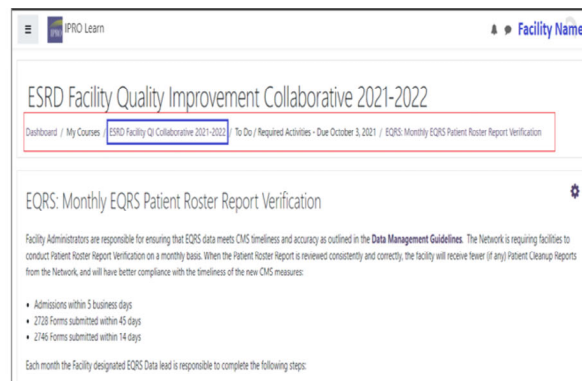 IPRO Learn
Facility Name
ESRD Facility Quality Improvement Collaborative 2021-2022
Dashboard / My Courses / ESRD Facility QI Collaborative 2021-2022 / To Do / Required Activities - Due October 3, 2021 / EQRS: Monthly EQRS Patient Roster Report Verification
EQRS: Monthly EQRS Patient Roster Report Verification
Facility Administrators are responsible for ensuring that EQRS data meets CMS timeliness and accuracy as outlined in the Data Management Guidelines. The Network is requiring facilities to
conduct Patient Roster Report Verification on a monthly basis. When the Patient Roster Report is reviewed consistently and correctly, the facility will receive fewer (if any) Patient Cleanup Reports
from the Network, and will have better compliance with the timeliness of the new CMS measures:
• Admissions within 5 business days
• 2728 Forms submitted within 45 days
• 2746 Forms submitted within 14 days
Each month the Facility designated EQRS Data lead is responsible to complete the following steps: